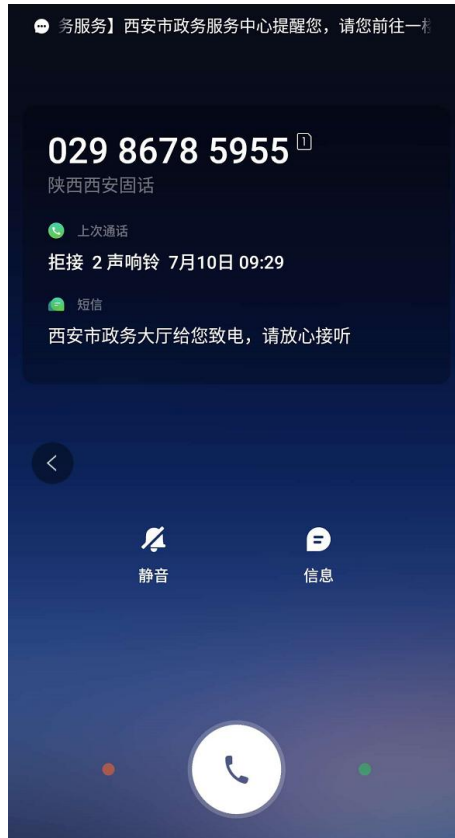 务服务】西安市政务服务中心提醒您，请您前往一
029 8678 5955 1
陕西西安固话
上次通话
拒接 2 声响铃 7月10日 09:29
短信
西安市政务大厅给您致电，请放心接听
静音
信息